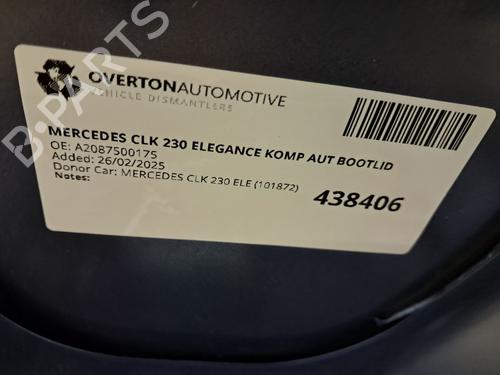 OVERTONAUTOMOTIVE
VEHICLE DISMANTLERS
MERCEDES CLK 230 ELEGANCE KOMP AUT BOOTLID
OE: A2087500175
Added: 26/02/2025
Donor Car: MERCEDES CLK 230 ELE (101872)
Notes:
438406
B-PARTS